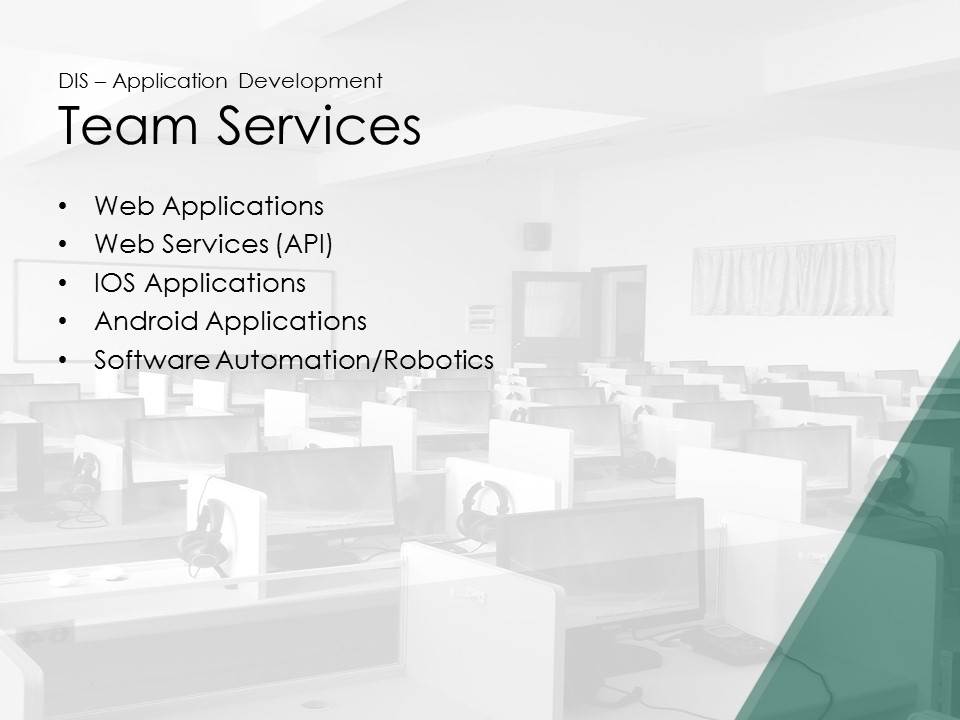 DIS – Application Development
Team Services
• Web Applications
• Web Services (API)
• IOS Applications
• Android Applications
• Software Automation/Robotics